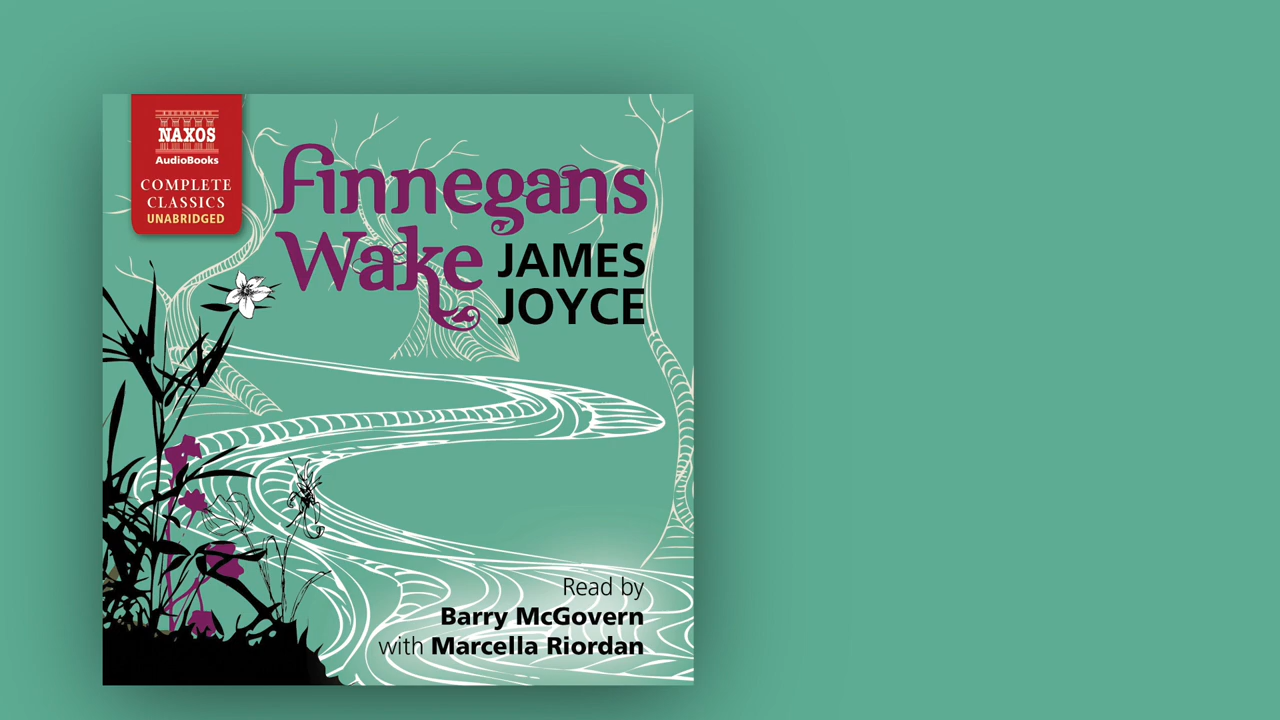 NAXOS
AudioBooks
COMPLETE
CLASSICS
UNABRIDGED
Finnegans
Wake
JAMES
JOYCE
Read by
Barry McGovern
with Marcella Riordan